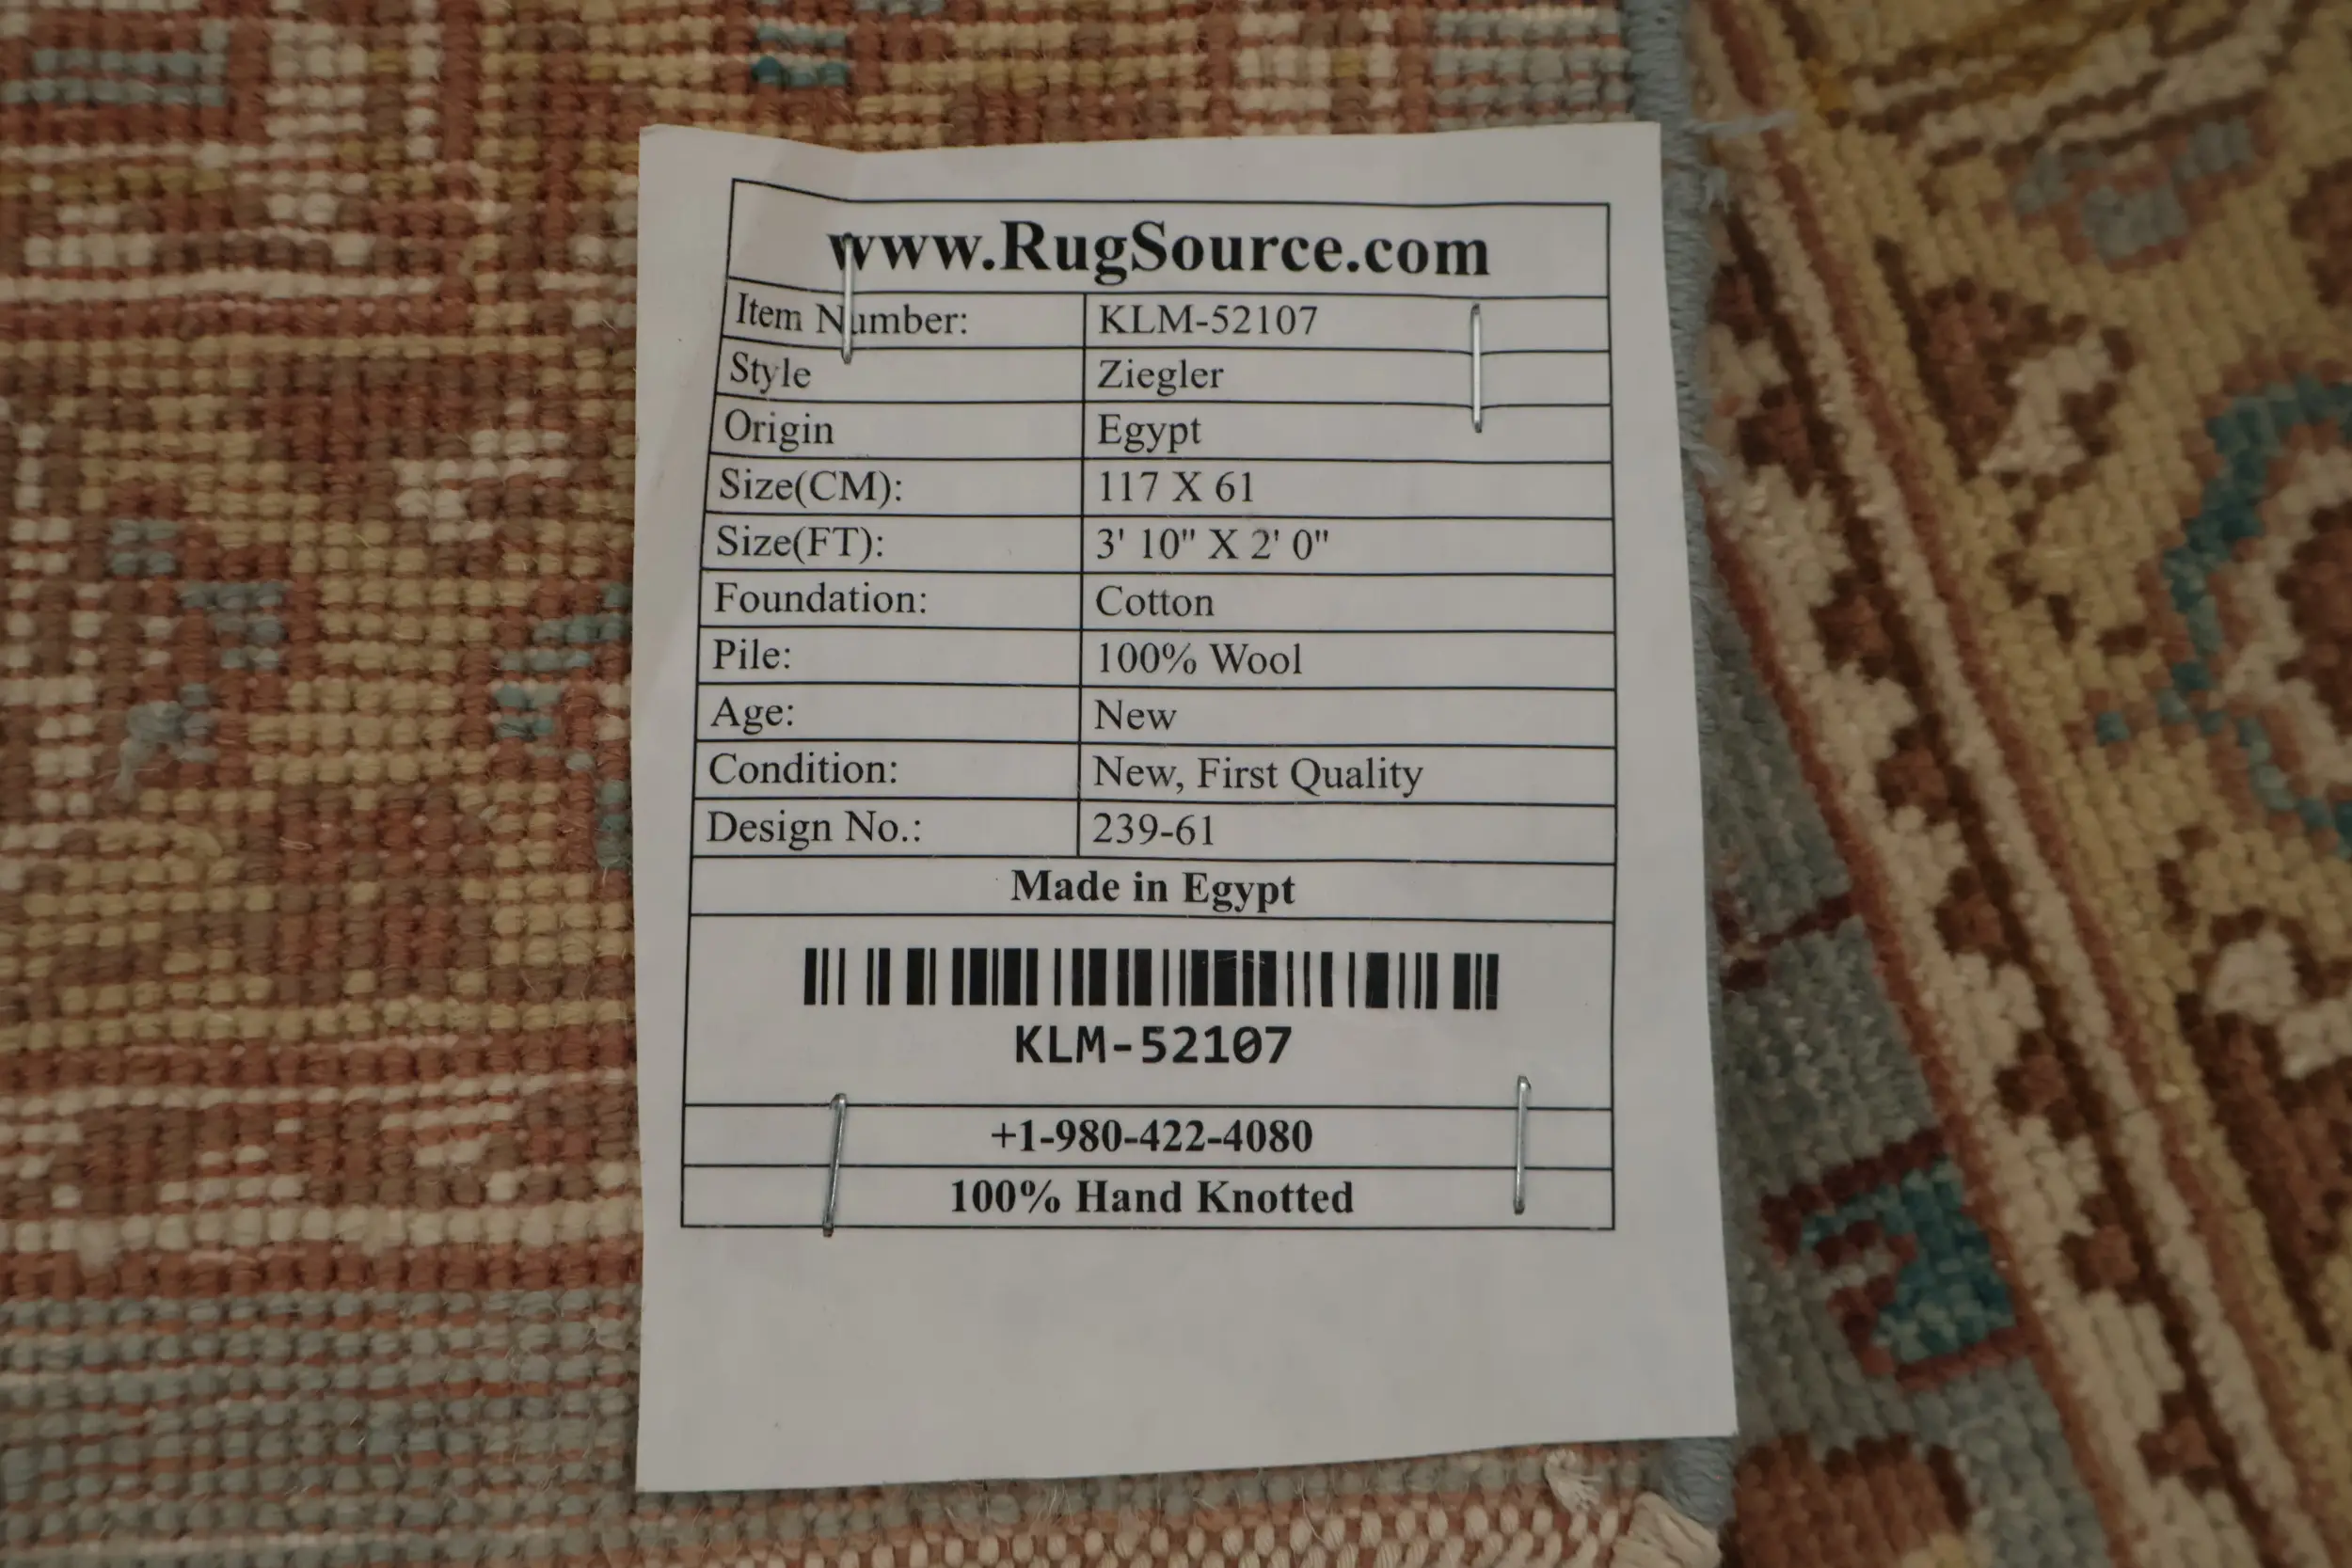 www.RugSource.com
Item Number: KLM-52107
Style Ziegler
Origin Egypt
Size(CM): 117 X 61
Size(FT): 3' 10" X 2' 0"
Foundation: Cotton
Pile: 100% Wool
Age: New
Condition: New, First Quality
Design No.: 239-61
Made in Egypt
KLM-52107
+1-980-422-4080
100% Hand Knotted